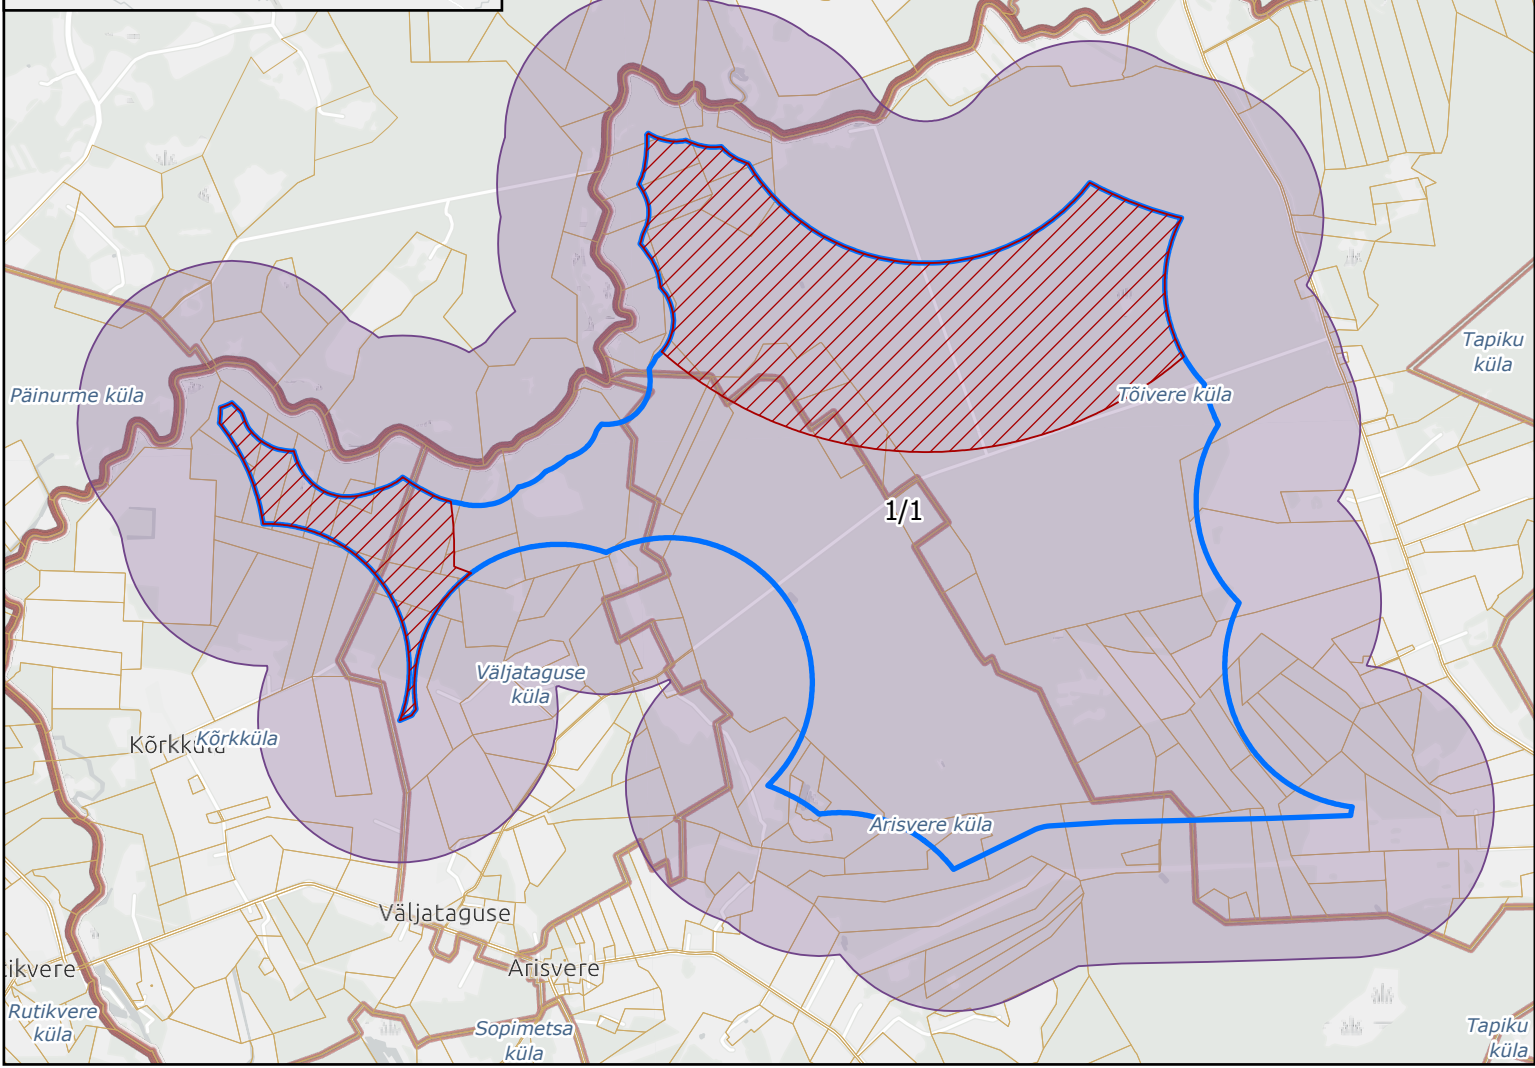 Tapiku
küla
Päinurme küla
Tõivere küla
1/1
Väljataguse
küla
Kõrkküla
Kõrkküla
Arisvere küla
Väljataguse
Arisvere
tikvere
Rutikvere
küla
Sopimetsa
küla
Tapiku
küla